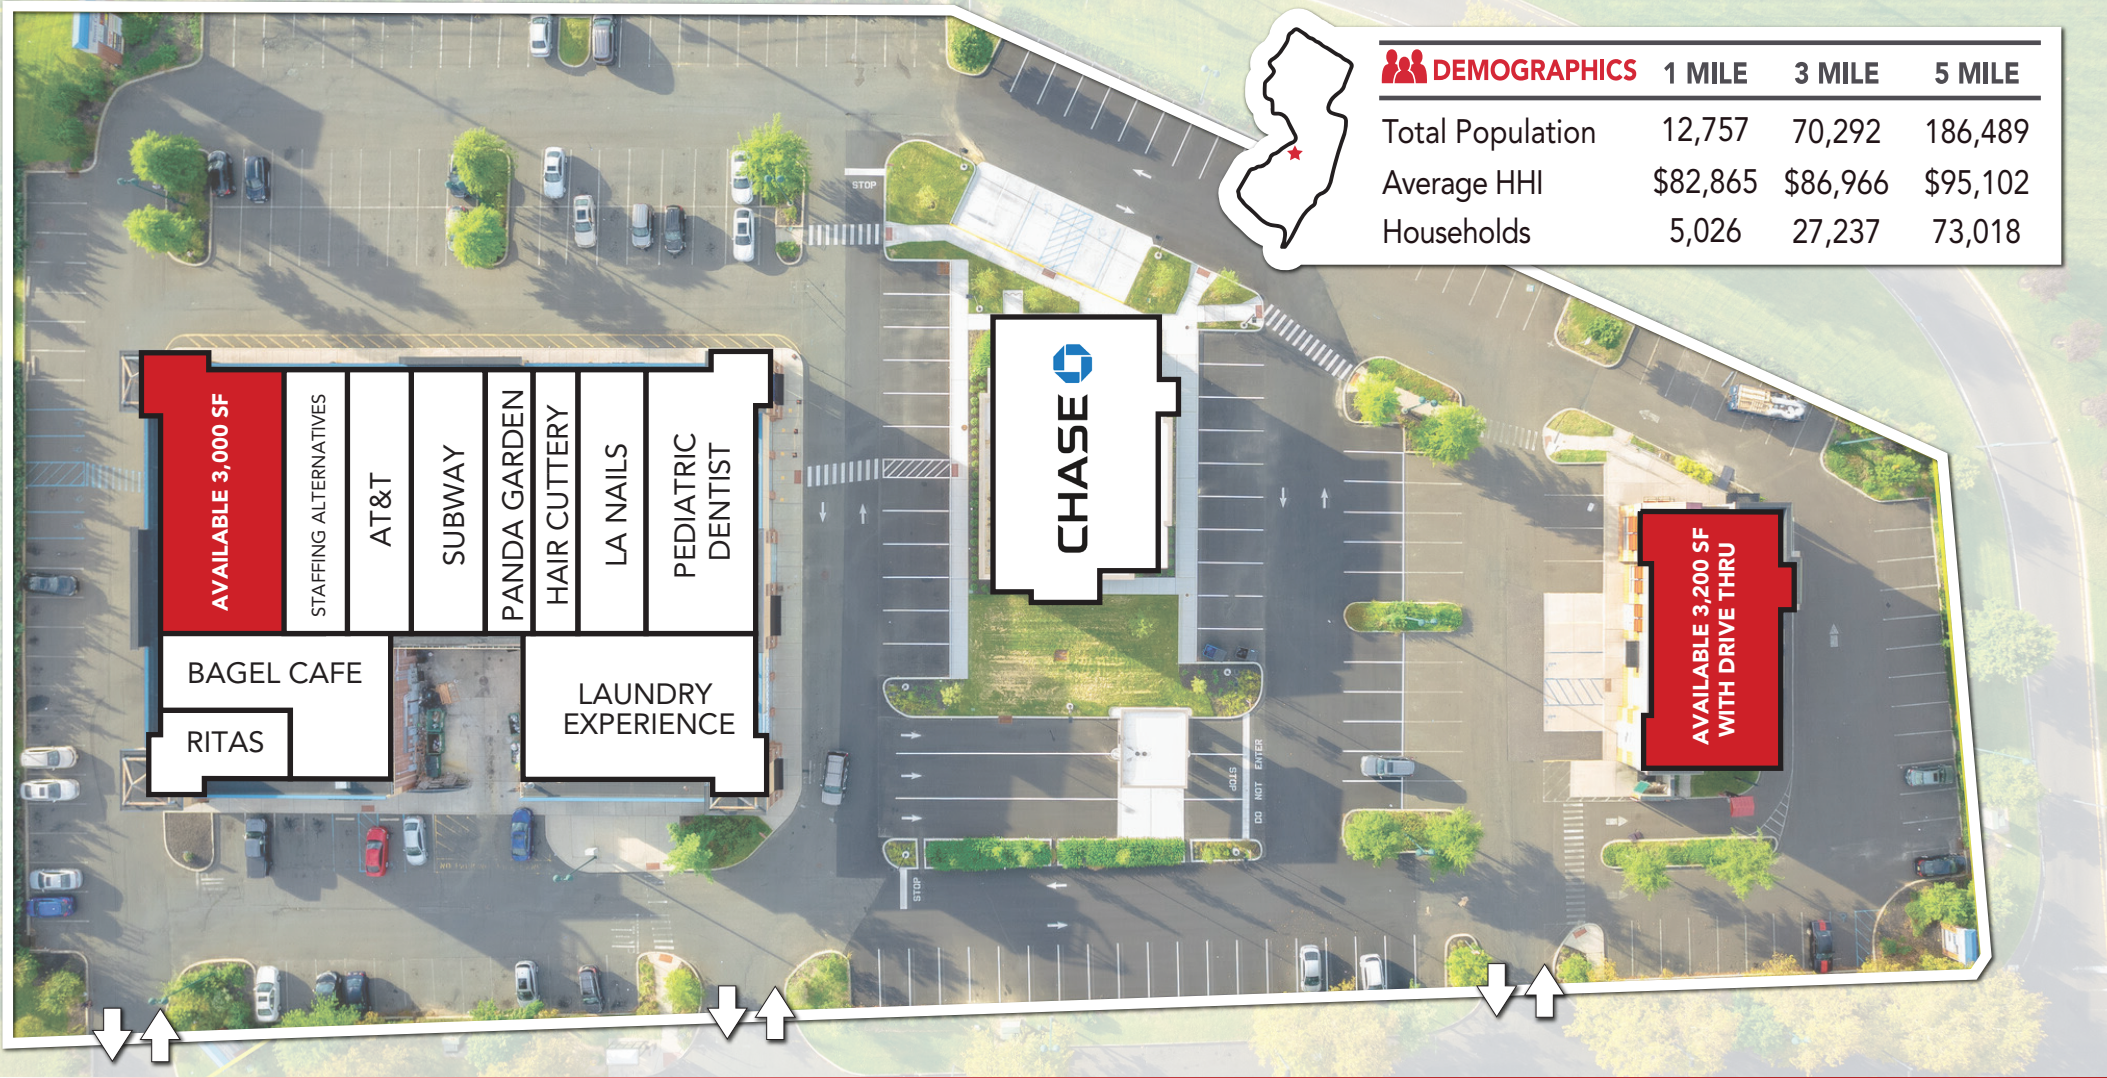 DEMOGRAPHICS 1 MILE 3 MILE 5 MILE
Total Population 12,757 70,292 186,489
Average HHI $82,865 $86,966 $95,102
Households 5,026 27,237 73,018
STOP
AVAILABLE 3,000 SF
STAFFING ALTERNATIVES
AT&T
SUBWAY
PANDA GARDEN
HAIR CUTTERY
LA NAILS
PEDIATRIC
DENTIST
BAGEL CAFE
RITAS
LAUNDRY
EXPERIENCE
CHASE
AVAILABLE 3,200 SF
WITH DRIVE THRU
STOP
DO NOT ENTER
STOP